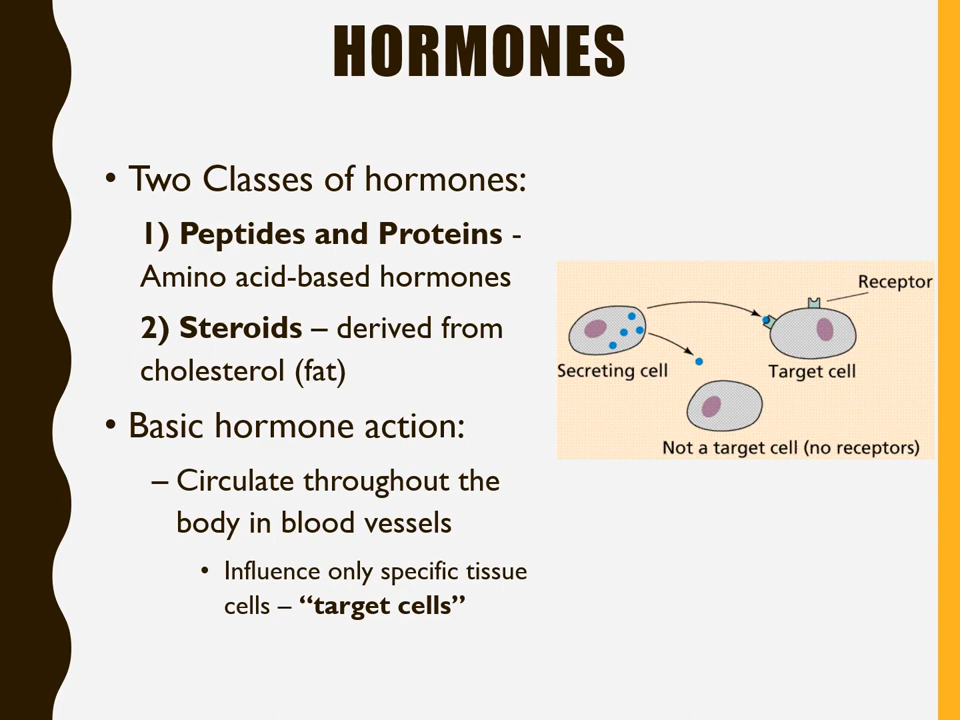 HORMONES
• Two Classes of hormones:
1) Peptides and Proteins -
Amino acid-based hormones
2) Steroids – derived from
cholesterol (fat)
• Basic hormone action:
– Circulate throughout the
body in blood vessels
• Influence only specific tissue
cells – “target cells”
Receptor
Secreting cell
Target cell
Not a target cell (no receptors)